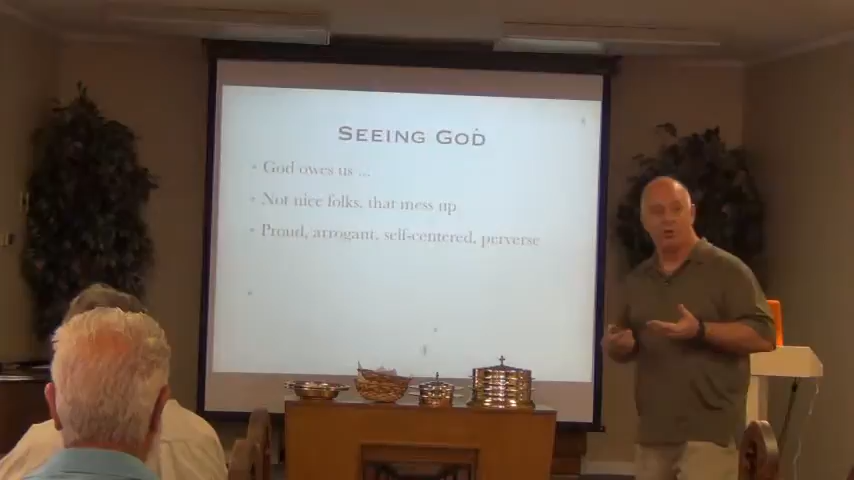 Seeing God
God owes us ...
Not nice folks, that mess up
Proud, arrogant, self-centered, perverse